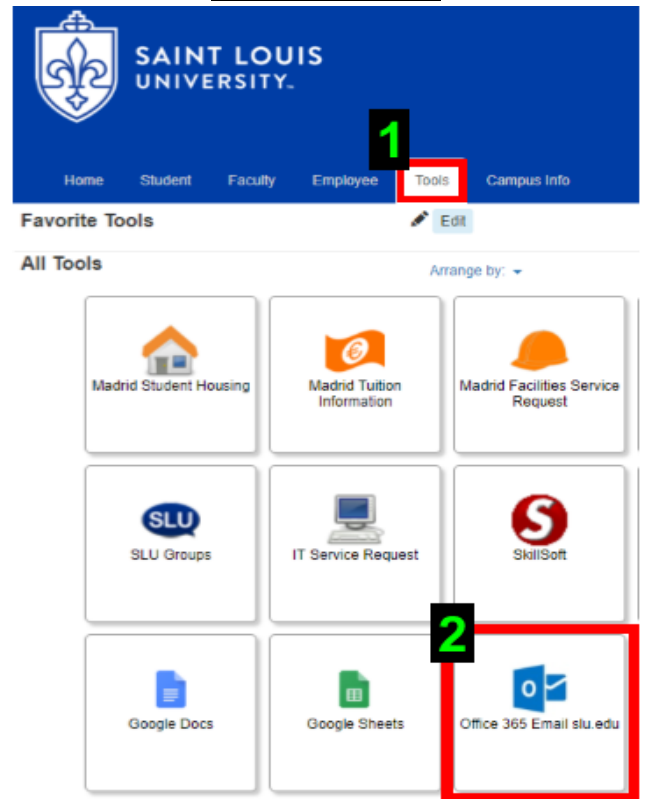 SAINT LOUIS
UNIVERSITY™
1
Home Student Faculty Employee Tools Campus Info
Favorite Tools Edit
All Tools Arrange by:
Madrid Student Housing
Madrid Tuition
Information
Madrid Facilities Service
Request
SLU
SLU Groups
IT Service Request
S
SkillSoft
2
Google Docs
Google Sheets
O
Office 365 Email slu.edu